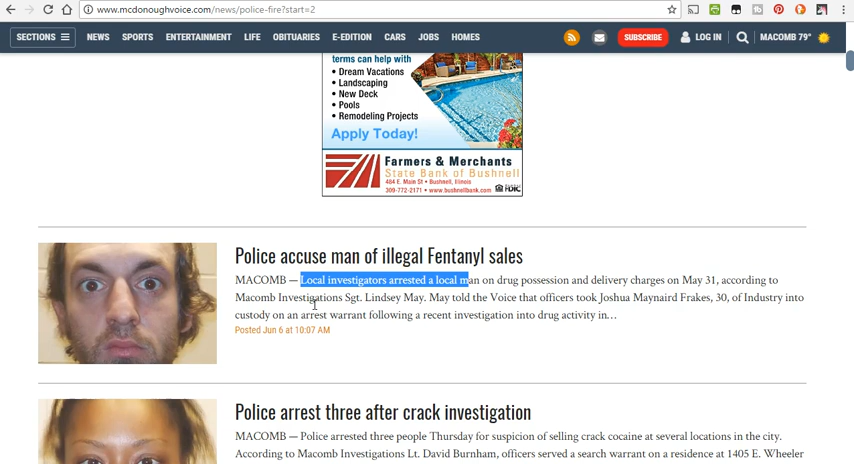 www.mcdonoughvoice.com/news/police-fire?start=2
SECTIONS NEWS SPORTS ENTERTAINMENT LIFE OBITUARIES E-EDITION CARS JOBS HOMES SUBSCRIBE LOG IN MACOMB 79°
terms can help with
• Dream Vacations
• Landscaping
• New Deck
• Pools
• Remodeling Projects
Apply Today!
Farmers & Merchants
State Bank of Bushnell
484 E. Main St • Bushnell, Illinois
309-772-2171 • www.bushnellbank.com
Police accuse man of illegal Fentanyl sales
MACOMB — Local investigators arrested a local man on drug possession and delivery charges on May 31, according to
Macomb Investigations Sgt. Lindsey May. May told the Voice that officers took Joshua Maynaird Frakes, 30, of Industry into
custody on an arrest warrant following a recent investigation into drug activity in…
Posted Jun 6 at 10:07 AM
Police arrest three after crack investigation
MACOMB — Police arrested three people Thursday for suspicion of selling crack cocaine at several locations in the city.
According to Macomb Investigations Lt. David Burnham, officers served a search warrant on a residence at 1405 E. Wheeler